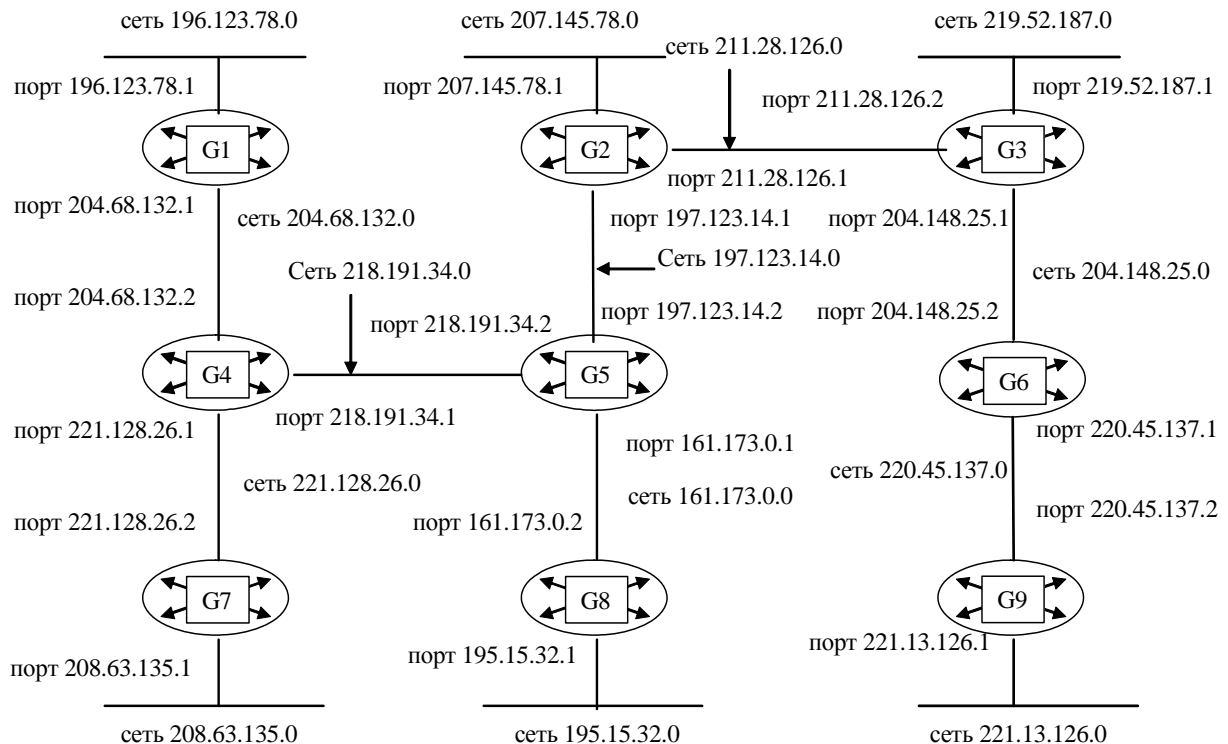 сеть 196.123.78.0
сеть 207.145.78.0
сеть 219.52.187.0
сеть 211.28.126.0
порт 196.123.78.1
порт 207.145.78.1
порт 211.28.126.2
порт 219.52.187.1
G1
G2
G3
порт 211.28.126.1
порт 204.68.132.1
сеть 204.68.132.0
порт 197.123.14.1
порт 204.148.25.1
Сеть 218.191.34.0
Сеть 197.123.14.0
сеть 204.148.25.0
порт 204.68.132.2
порт 218.191.34.2
порт 197.123.14.2
порт 204.148.25.2
G4
G5
G6
порт 221.128.26.1
порт 218.191.34.1
порт 161.173.0.1
порт 220.45.137.1
сеть 221.128.26.0
сеть 161.173.0.0
сеть 220.45.137.0
порт 221.128.26.2
порт 161.173.0.2
порт 220.45.137.2
G7
G8
G9
порт 208.63.135.1
порт 195.15.32.1
порт 221.13.126.1
сеть 208.63.135.0
сеть 195.15.32.0
сеть 221.13.126.0